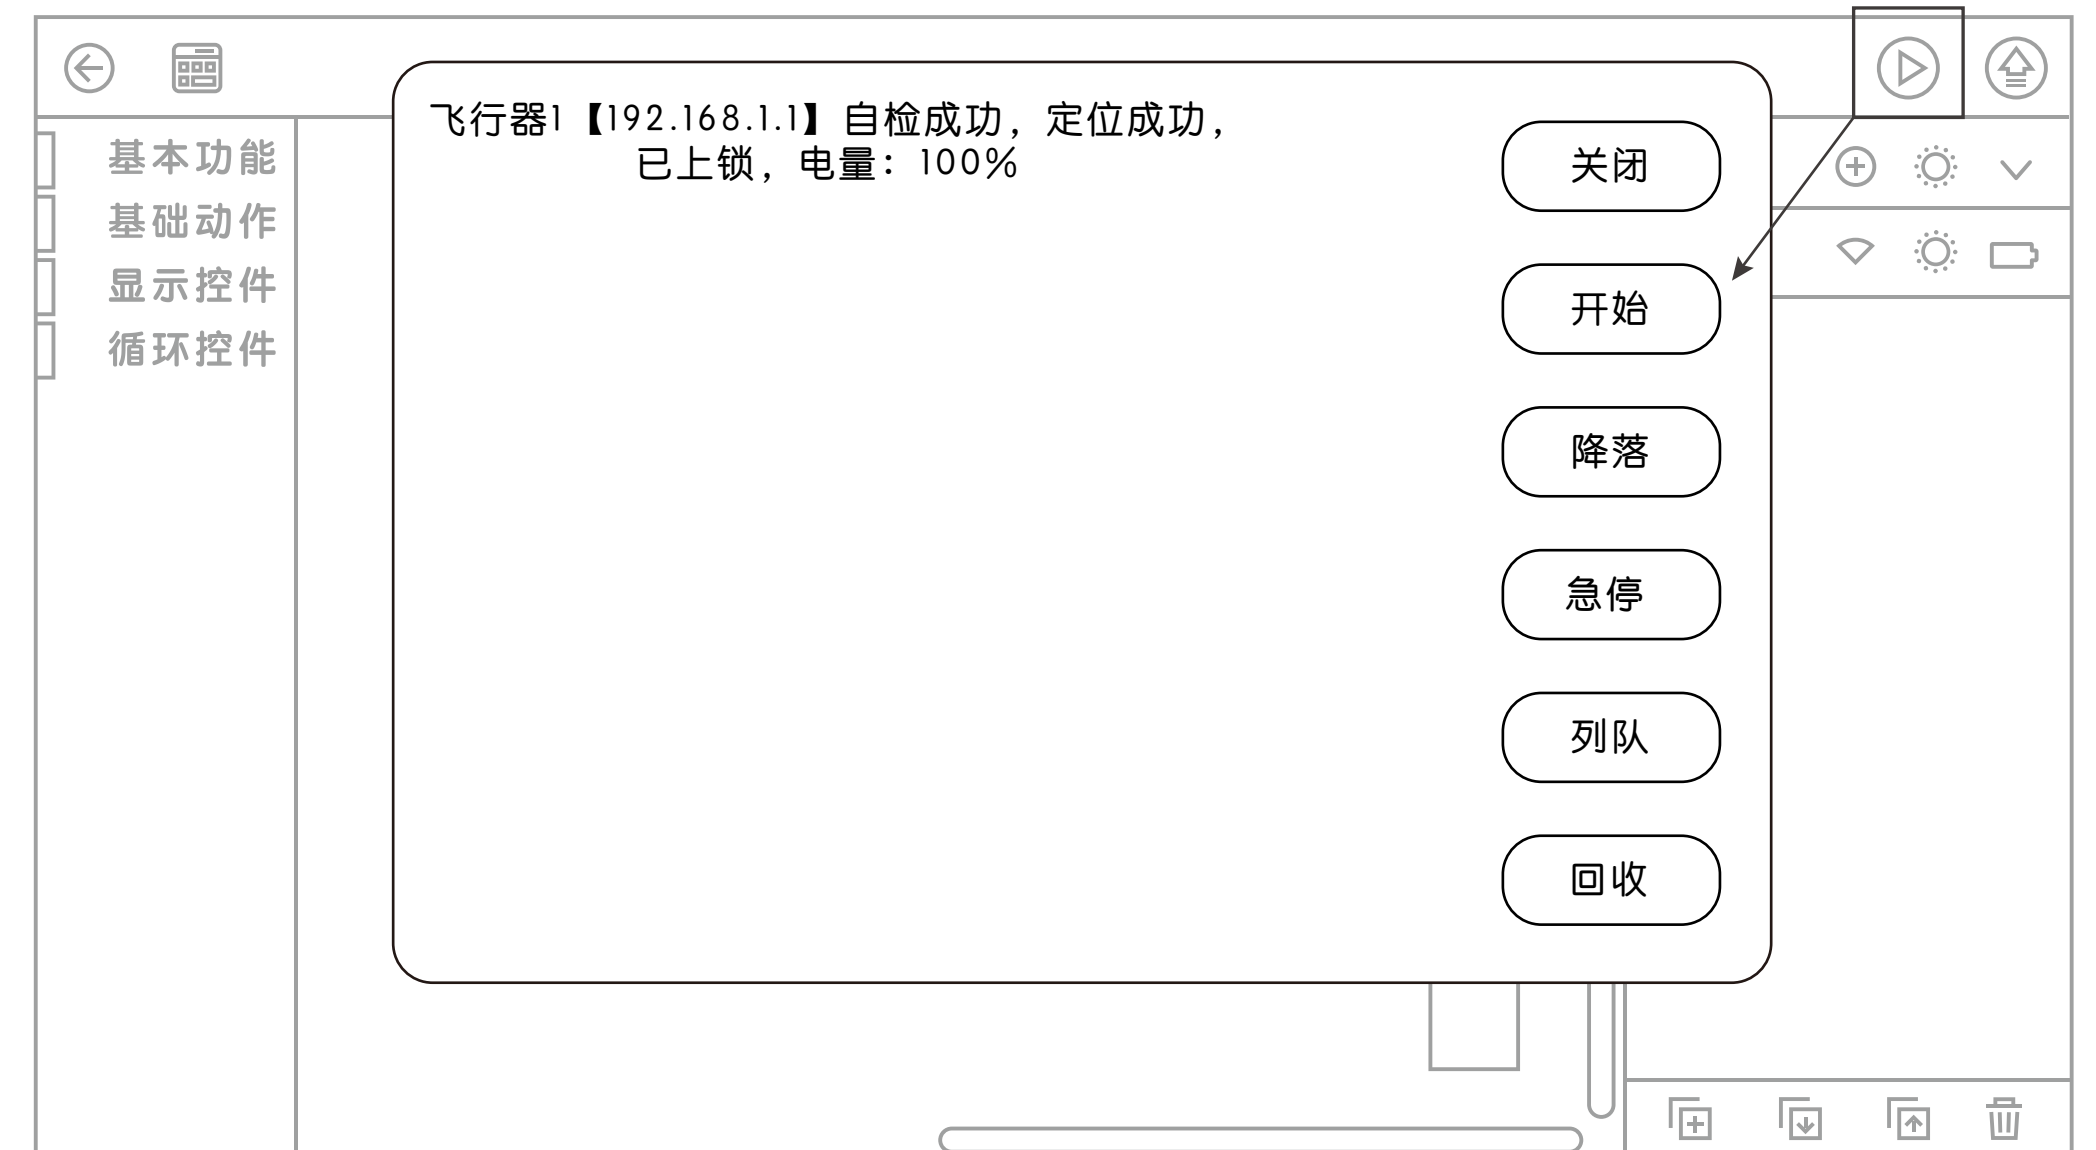 基本功能
基础动作
显示控件
循环控件
飞行器1【192.168.1.1】自检成功，定位成功，
已上锁，电量：100%
关闭
开始
降落
急停
列队
回收